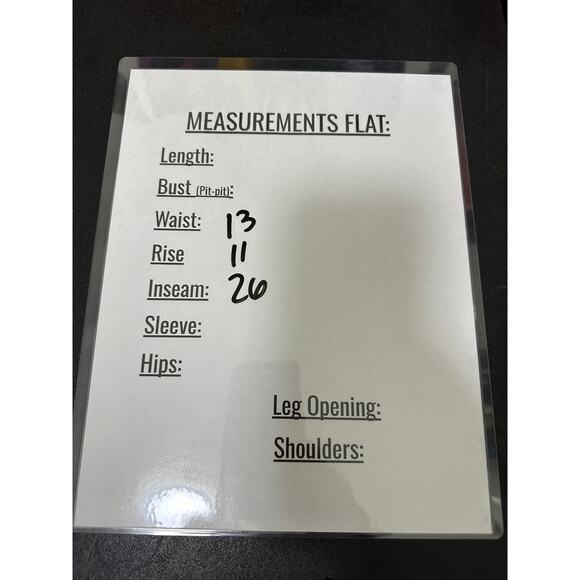 MEASUREMENTS FLAT:
Length:
Bust (Pit-pit):
Waist: 13
Rise 11
Inseam: 26
Sleeve:
Hips:
Leg Opening:
Shoulders: